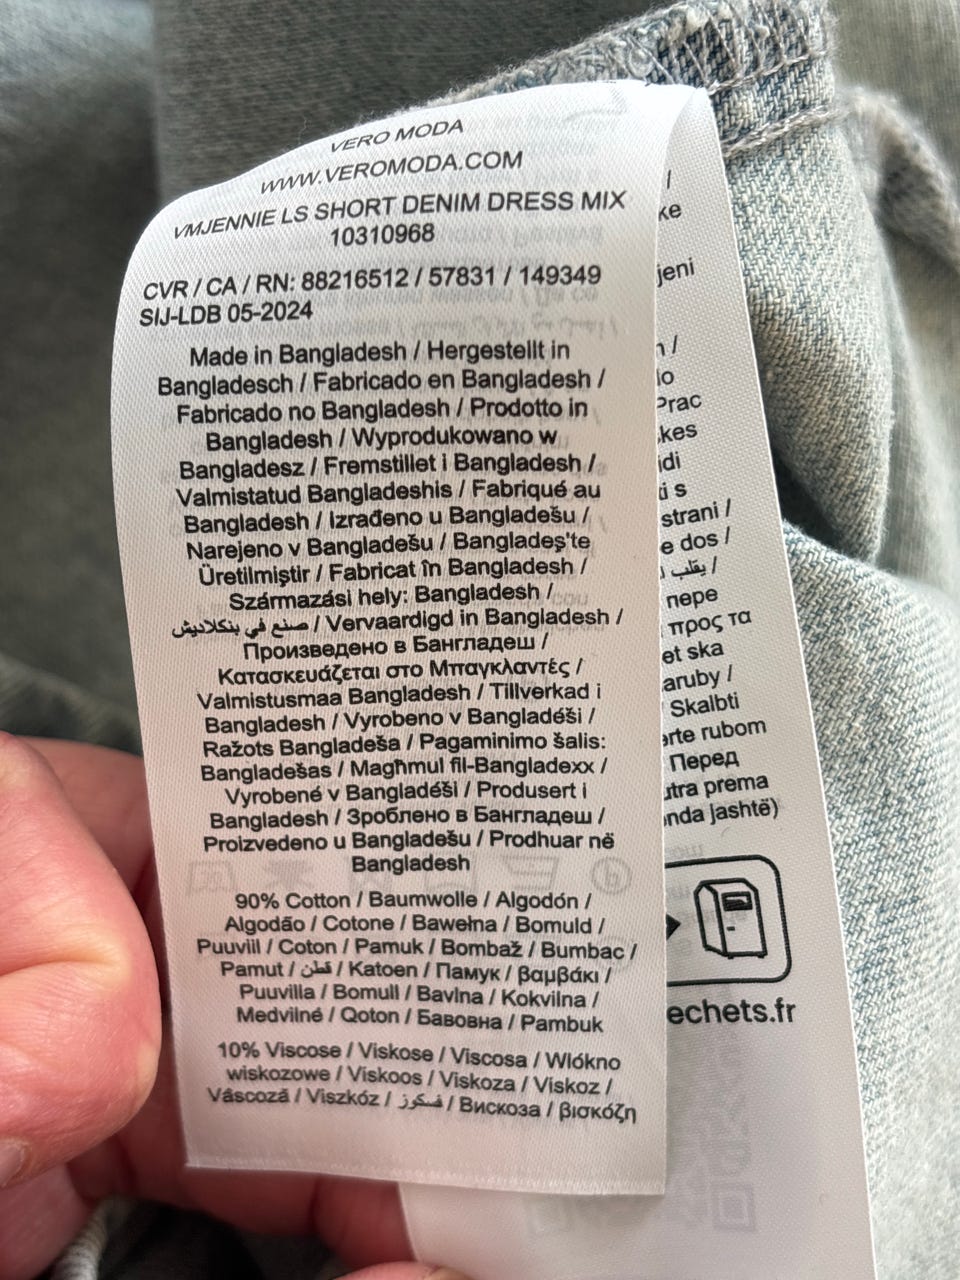 VERO MODA
WWW.VEROMODA.COM
VMJENNIE LS SHORT DENIM DRESS MIX
10310968
CVR / CA / RN: 88216512 / 57831 / 149349
SIJ-LDB 05-2024
Made in Bangladesh / Hergestellt in
Bangladesch / Fabricado en Bangladesh /
Fabricado no Bangladesh / Prodotto in
Bangladesh / Wyprodukowano w
Bangladesz / Fremstillet i Bangladesh /
Valmistatud Bangladeshis / Fabriqué au
Bangladesh / Izrađeno u Bangladešu /
Narejeno v Bangladešu / Bangladeş'te
Üretilmiştir / Fabricat în Bangladesh /
Származási hely: Bangladesh /
صنع في بنكلاديش / Vervaardigd in Bangladesh /
Произведено в Бангладеш /
Κατασκευάζεται στο Μπαγκλαντές /
Valmistusmaa Bangladesh / Tillverkad i
Bangladesh / Vyrobeno v Bangladéši /
Ražots Bangladeša / Pagaminimo šalis:
Bangladešas / Magħmul fil-Bangladexx /
Vyrobené v Bangladéši / Produsert i
Bangladesh / Зроблено в Бангладеш /
Proizvedeno u Bangladešu / Prodhuar në
Bangladesh
90% Cotton / Baumwolle / Algodón /
Algodão / Cotone / Bawełna / Bomuld /
Puuviil / Coton / Pamuk / Bombaž / Bumbac /
Pamut / قطن / Katoen / Памук / βαμβάκι /
Puuvilla / Bomull / Bavlna / Kokvilna /
Medvilnė / Qoton / Бавовна / Pambuk
10% Viscose / Viskose / Viscosa / Włókno
wiskozowe / Viskoos / Viskoza / Viskoz /
Vâscoză / Viszkóz / فسكوز / Вискоза / βισκόζη
/
ke
jeni
/
lo
Prac
kes
idi
s
strani /
e dos /
يقلب /
пере
προς τα
et ska
aruby /
Skalbti
rte rubom
Перед
utra prema
nda jashtë)
echets.fr